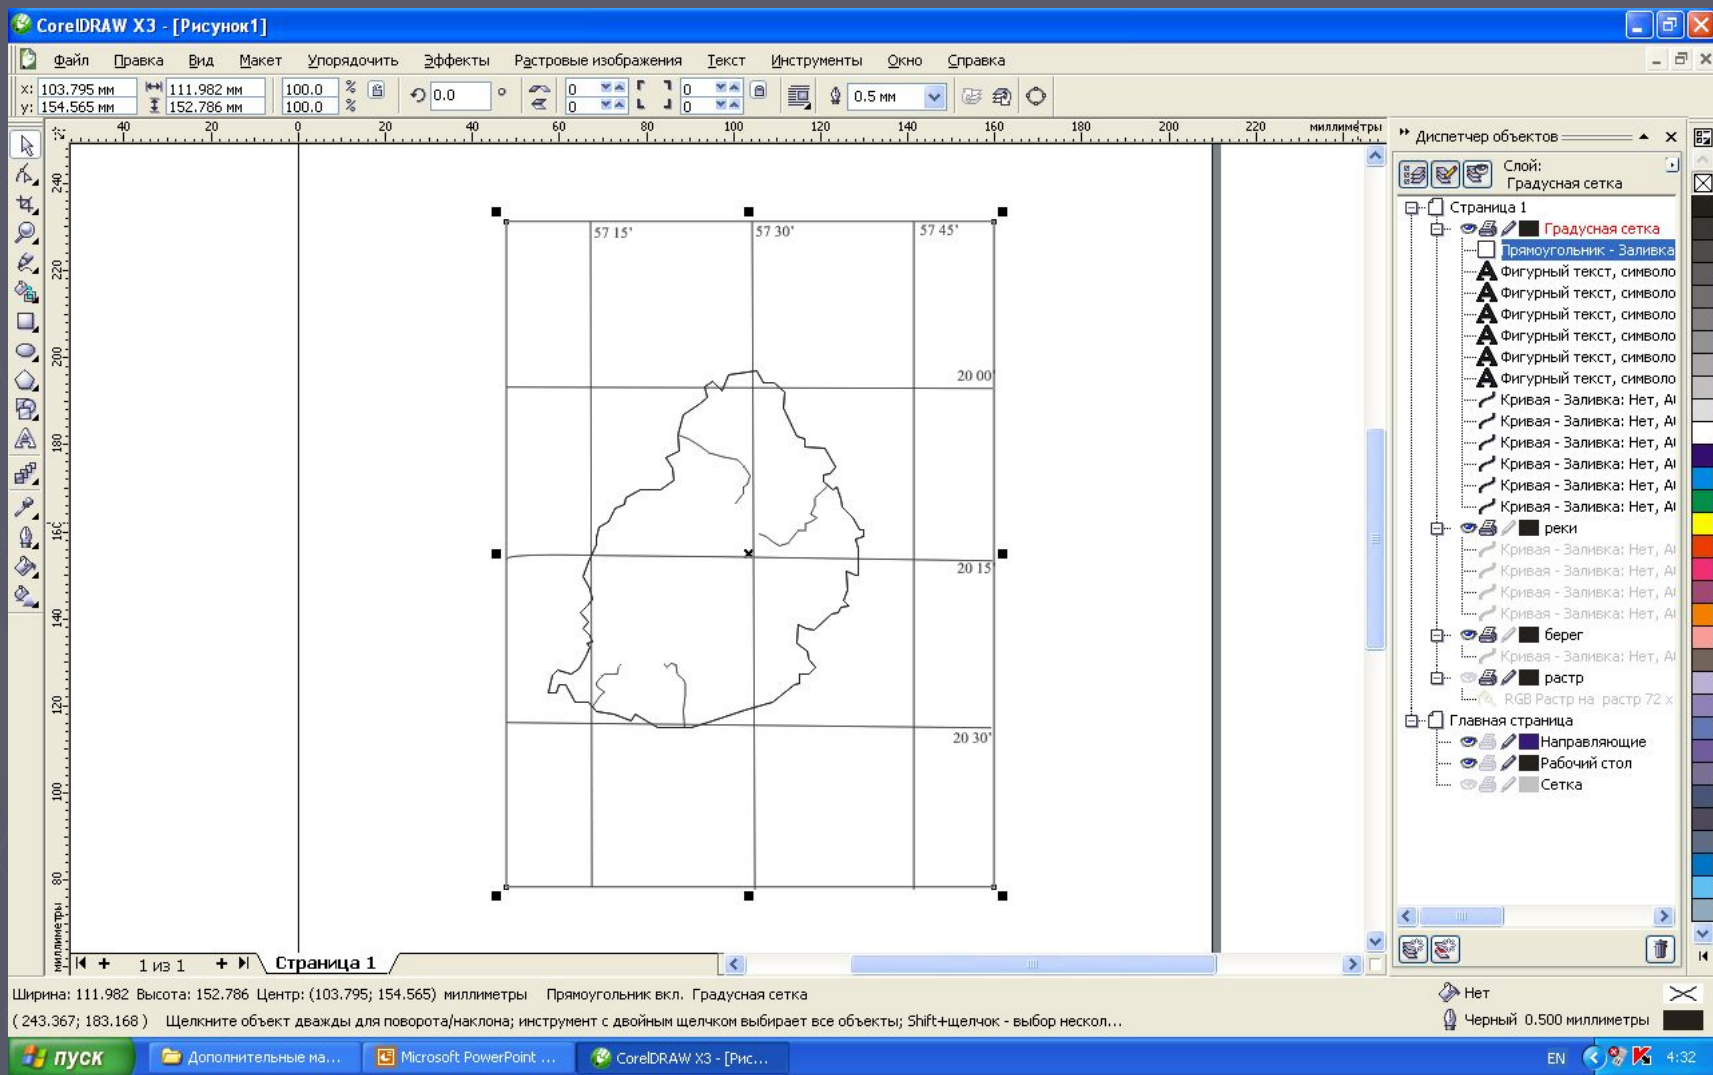 CorelDRAW X3 - [Рисунок1]
Файл Правка Вид Макет Упорядочить Эффекты Растровые изображения Текст Инструменты Окно Справка
x: 103.795 мм 111.982 мм 100.0 % 0.0 ° 0 0 0.5 мм
y: 154.565 мм 152.786 мм 100.0 % 0 0
40 20 0 20 40 60 80 100 120 140 160 180 200 220 миллиметры
240
220
200
180
160
140
120
100
80
миллиметры
57 15' 57 30' 57 45'
20 00'
20 15'
20 30'
Диспетчер объектов
Слой:
Градусная сетка
Страница 1
Градусная сетка
Прямоугольник - Заливка
Фигурный текст, символо
Фигурный текст, символо
Фигурный текст, символо
Фигурный текст, символо
Фигурный текст, символо
Фигурный текст, символо
Кривая - Заливка: Нет, А
Кривая - Заливка: Нет, А
Кривая - Заливка: Нет, А
Кривая - Заливка: Нет, А
Кривая - Заливка: Нет, А
Кривая - Заливка: Нет, А
реки
Кривая - Заливка: Нет, А
Кривая - Заливка: Нет, А
Кривая - Заливка: Нет, А
Кривая - Заливка: Нет, А
берег
Кривая - Заливка: Нет, А
растр
RGB Растр на растр 72 x
Главная страница
Направляющие
Рабочий стол
Сетка
1 из 1 Страница 1
Ширина: 111.982 Высота: 152.786 Центр: (103.795; 154.565) миллиметры Прямоугольник вкл. Градусная сетка
Нет
( 243.367; 183.168 ) Щелкните объект дважды для поворота/наклона; инструмент с двойным щелчком выбирает все объекты; Shift+щелчок - выбор нескол...
Черный 0.500 миллиметры
пуск Дополнительные ма... Microsoft PowerPoint ... CorelDRAW X3 - [Рис... EN 4:32